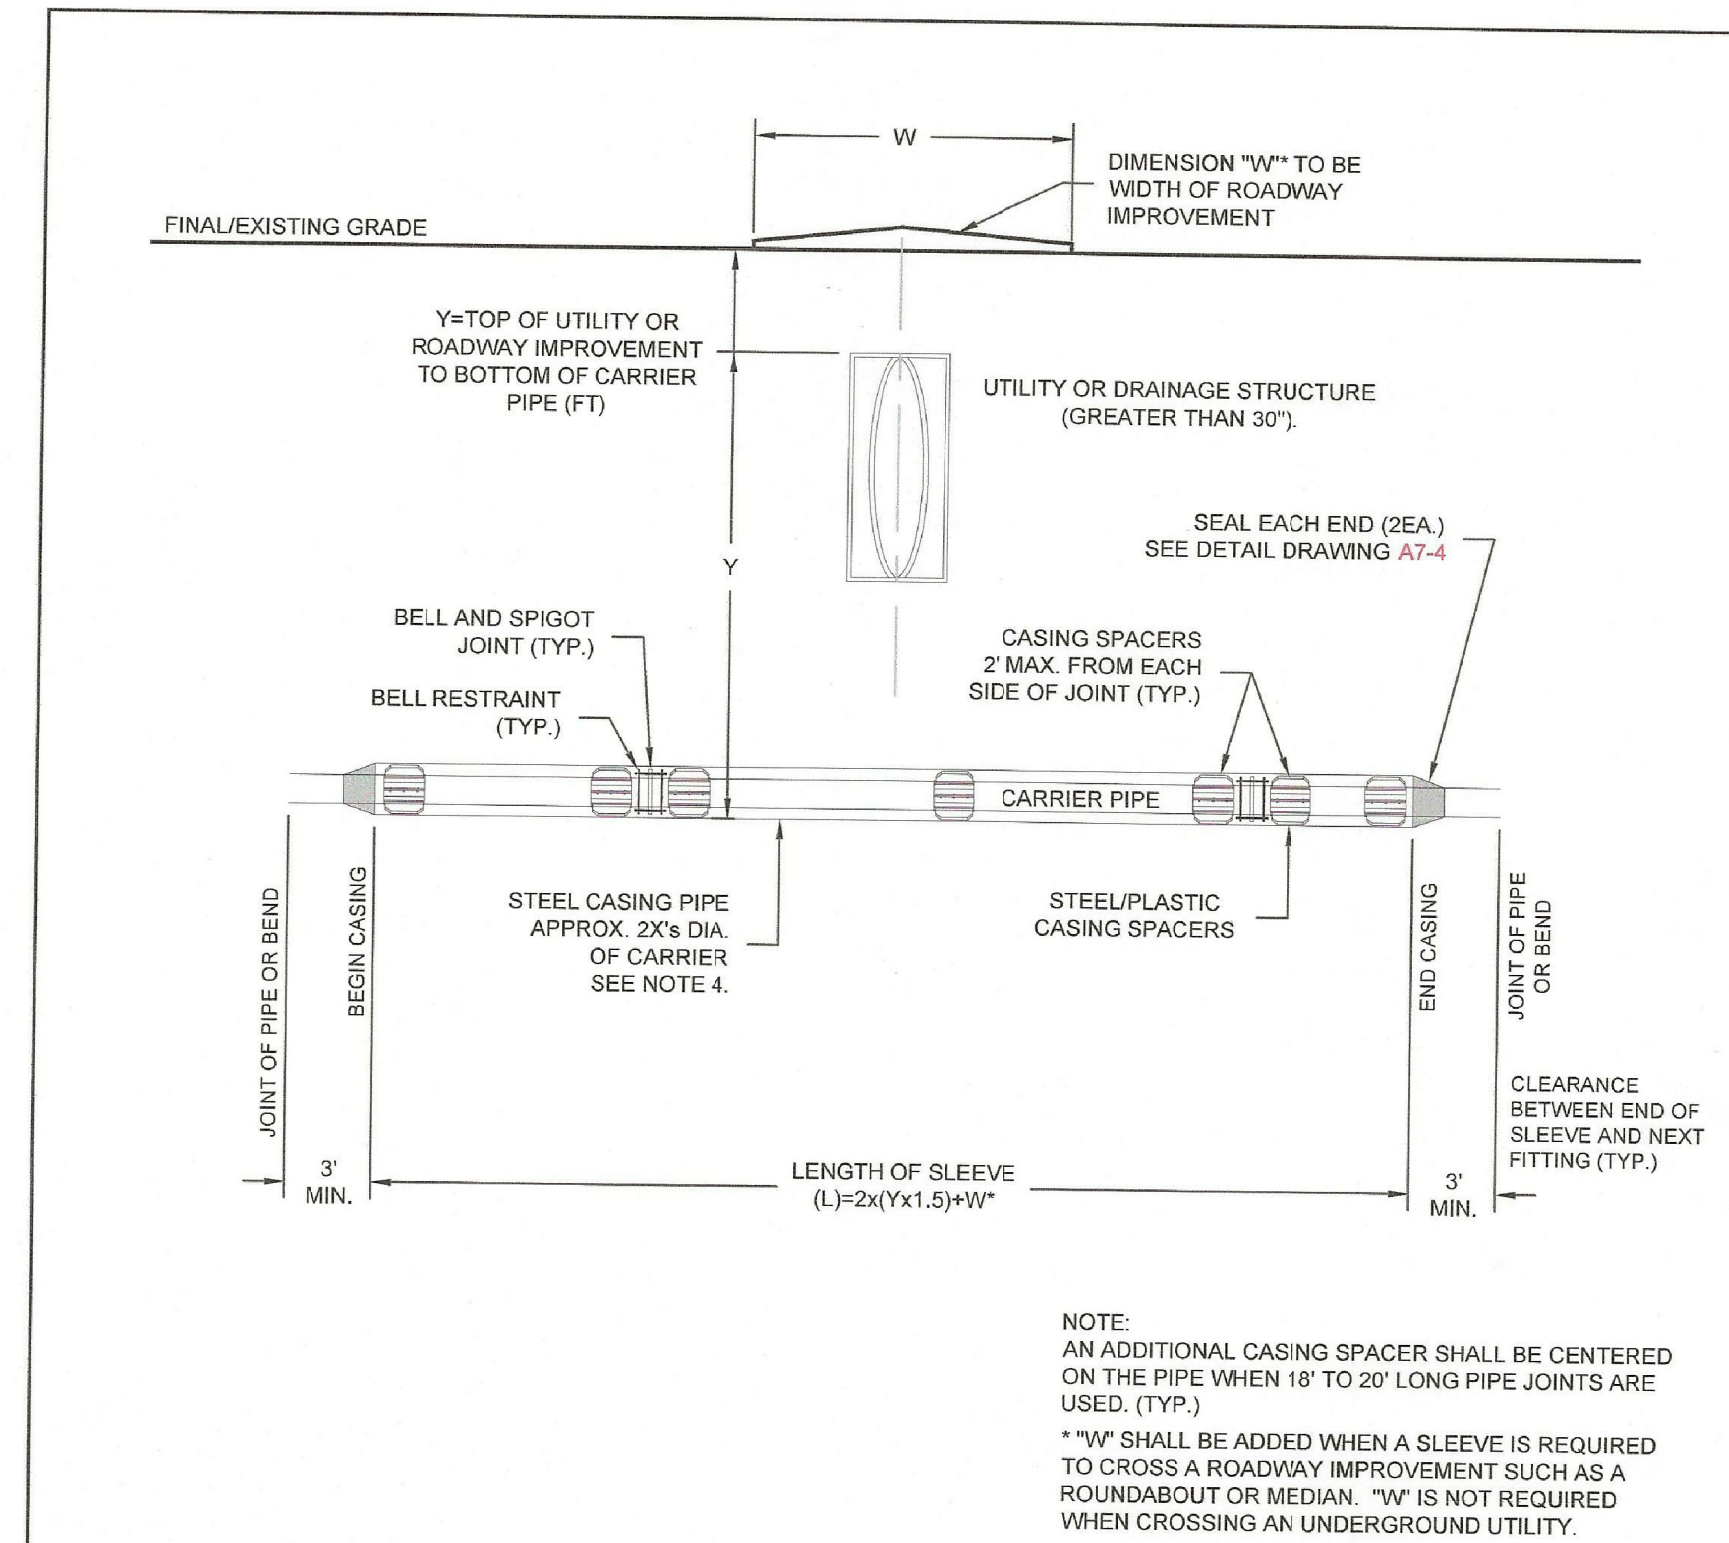 W
DIMENSION "W"* TO BE
WIDTH OF ROADWAY
IMPROVEMENT
FINAL/EXISTING GRADE
Y=TOP OF UTILITY OR
ROADWAY IMPROVEMENT
TO BOTTOM OF CARRIER
PIPE (FT)
UTILITY OR DRAINAGE STRUCTURE
(GREATER THAN 30").
SEAL EACH END (2EA.)
SEE DETAIL DRAWING A7-4
Y
BELL AND SPIGOT
JOINT (TYP.)
CASING SPACERS
2' MAX. FROM EACH
SIDE OF JOINT (TYP.)
BELL RESTRAINT
(TYP.)
CARRIER PIPE
STEEL CASING PIPE
APPROX. 2X's DIA.
OF CARRIER
SEE NOTE 4.
STEEL/PLASTIC
CASING SPACERS
JOINT OF PIPE OR BEND
BEGIN CASING
END CASING
JOINT OF PIPE
OR BEND
CLEARANCE
BETWEEN END OF
SLEEVE AND NEXT
FITTING (TYP.)
3'
MIN.
LENGTH OF SLEEVE
(L)=2x(Yx1.5)+W*
3'
MIN.
NOTE:
AN ADDITIONAL CASING SPACER SHALL BE CENTERED
ON THE PIPE WHEN 18' TO 20' LONG PIPE JOINTS ARE
USED. (TYP.)
* "W" SHALL BE ADDED WHEN A SLEEVE IS REQUIRED
TO CROSS A ROADWAY IMPROVEMENT SUCH AS A
ROUNDABOUT OR MEDIAN. "W" IS NOT REQUIRED
WHEN CROSSING AN UNDERGROUND UTILITY.